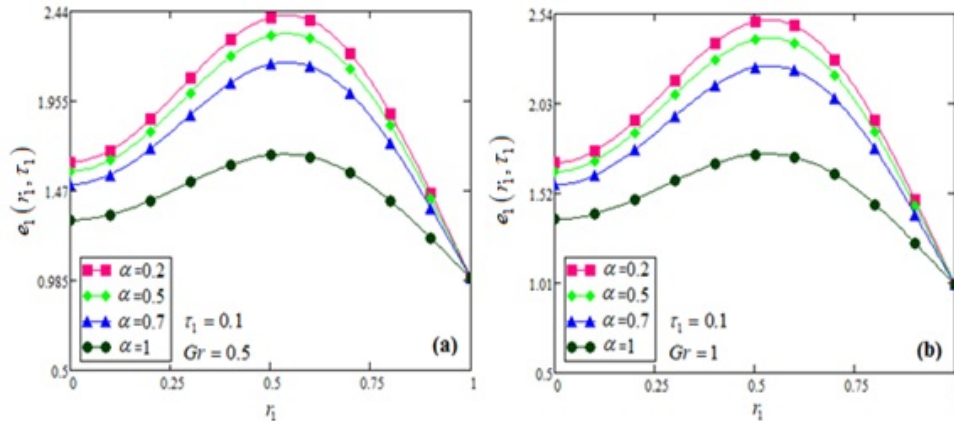 2.44
1.955
1.47
0.985
0.5
e₁ (r₁, τ₁)
α=0.2
α=0.5
α=0.7
α=1
τ₁ = 0.1
Gr = 0.5
(a)
0 0.25 0.5 0.75 1
r₁
2.54
2.03
1.52
1.01
0.5
e₁ (r₁, τ₁)
α=0.2
α=0.5
α=0.7
α=1
τ₁ = 0.1
Gr = 1
(b)
0 0.25 0.5 0.75
r₁